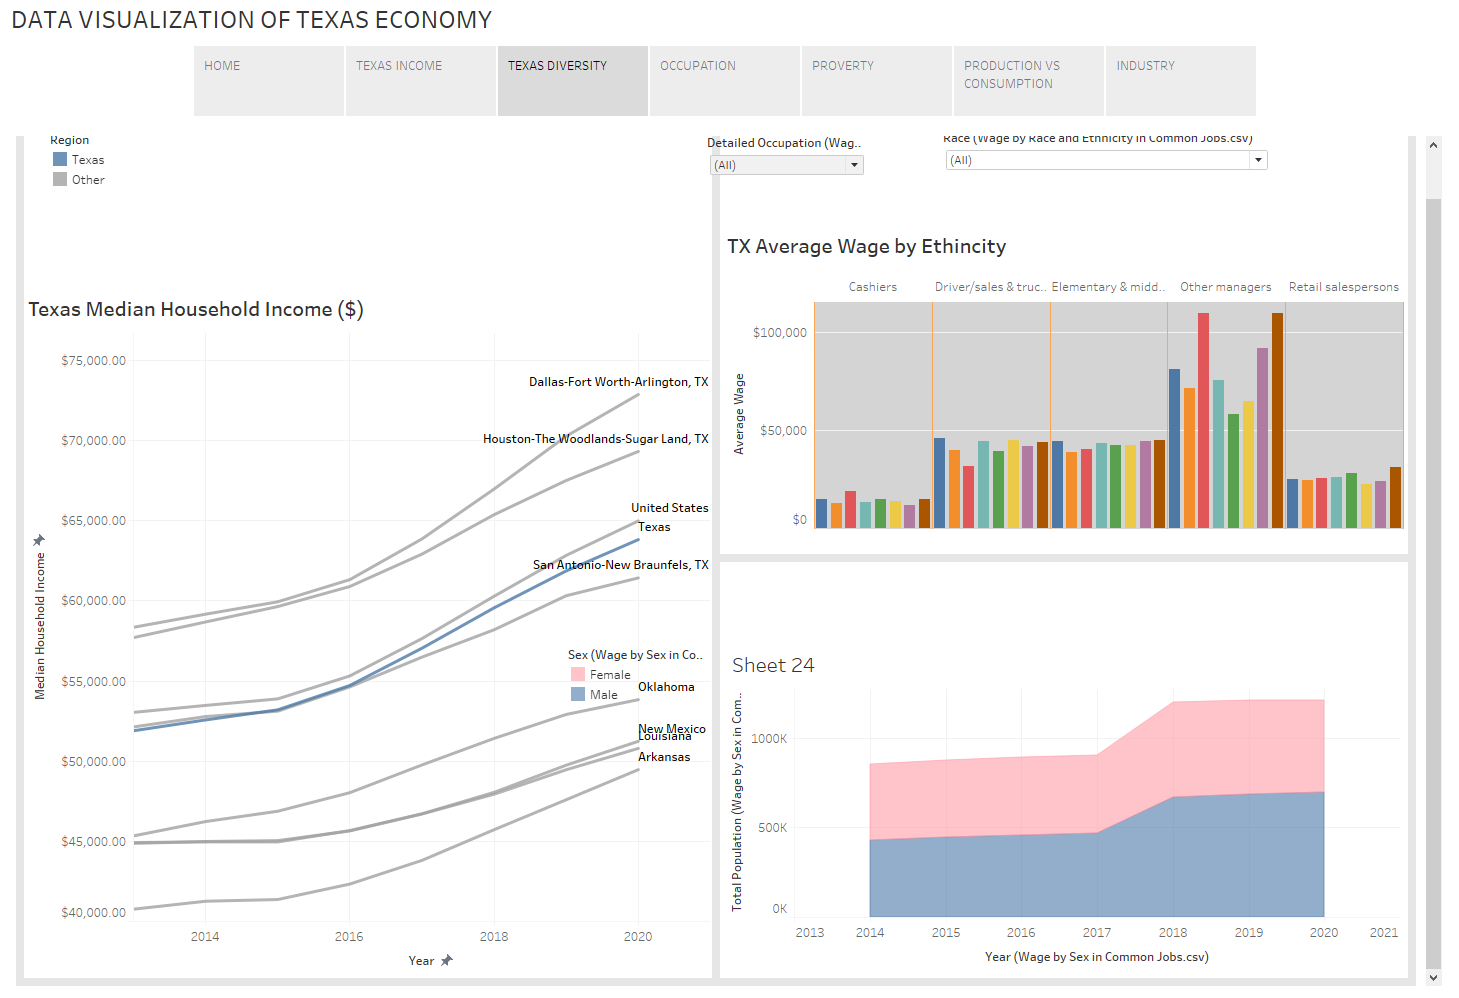 DATA VISUALIZATION OF TEXAS ECONOMY
HOME
TEXAS INCOME
TEXAS DIVERSITY
OCCUPATION
PROVERTY
PRODUCTION VS
CONSUMPTION
INDUSTRY
Region
Texas
Other
Texas Median Household Income ($)
Median Household Income
$75,000.00
$70,000.00
$65,000.00
$60,000.00
$55,000.00
$50,000.00
$45,000.00
$40,000.00
Dallas-Fort Worth-Arlington, TX
Houston-The Woodlands-Sugar Land, TX
United States
Texas
San Antonio-New Braunfels, TX
Sex (Wage by Sex in Co..
Female
Male
Oklahoma
New Mexico
Louisiana
Arkansas
2014
2016
2018
2020
Year
Detailed Occupation (Wag..
(All)
Race (Wage by Race and Ethnicity in Common Jobs.csv)
(All)
TX Average Wage by Ethincity
Cashiers
Driver/sales & truc..
Elementary & midd..
Other managers
Retail salespersons
Average Wage
$100,000
$50,000
$0
Sheet 24
Total Population (Wage by Sex in Com..
1000K
500K
0K
2013
2014
2015
2016
2017
2018
2019
2020
2021
Year (Wage by Sex in Common Jobs.csv)